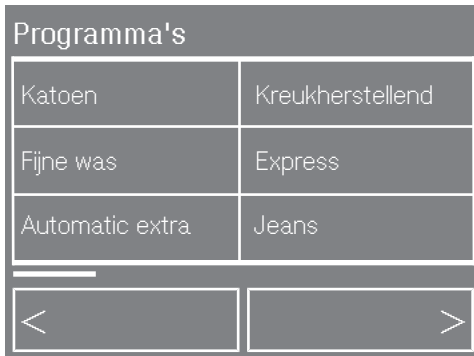 Programma's
Katoen Kreukherstellend
Fijne was Express
Automatic extra Jeans
< >